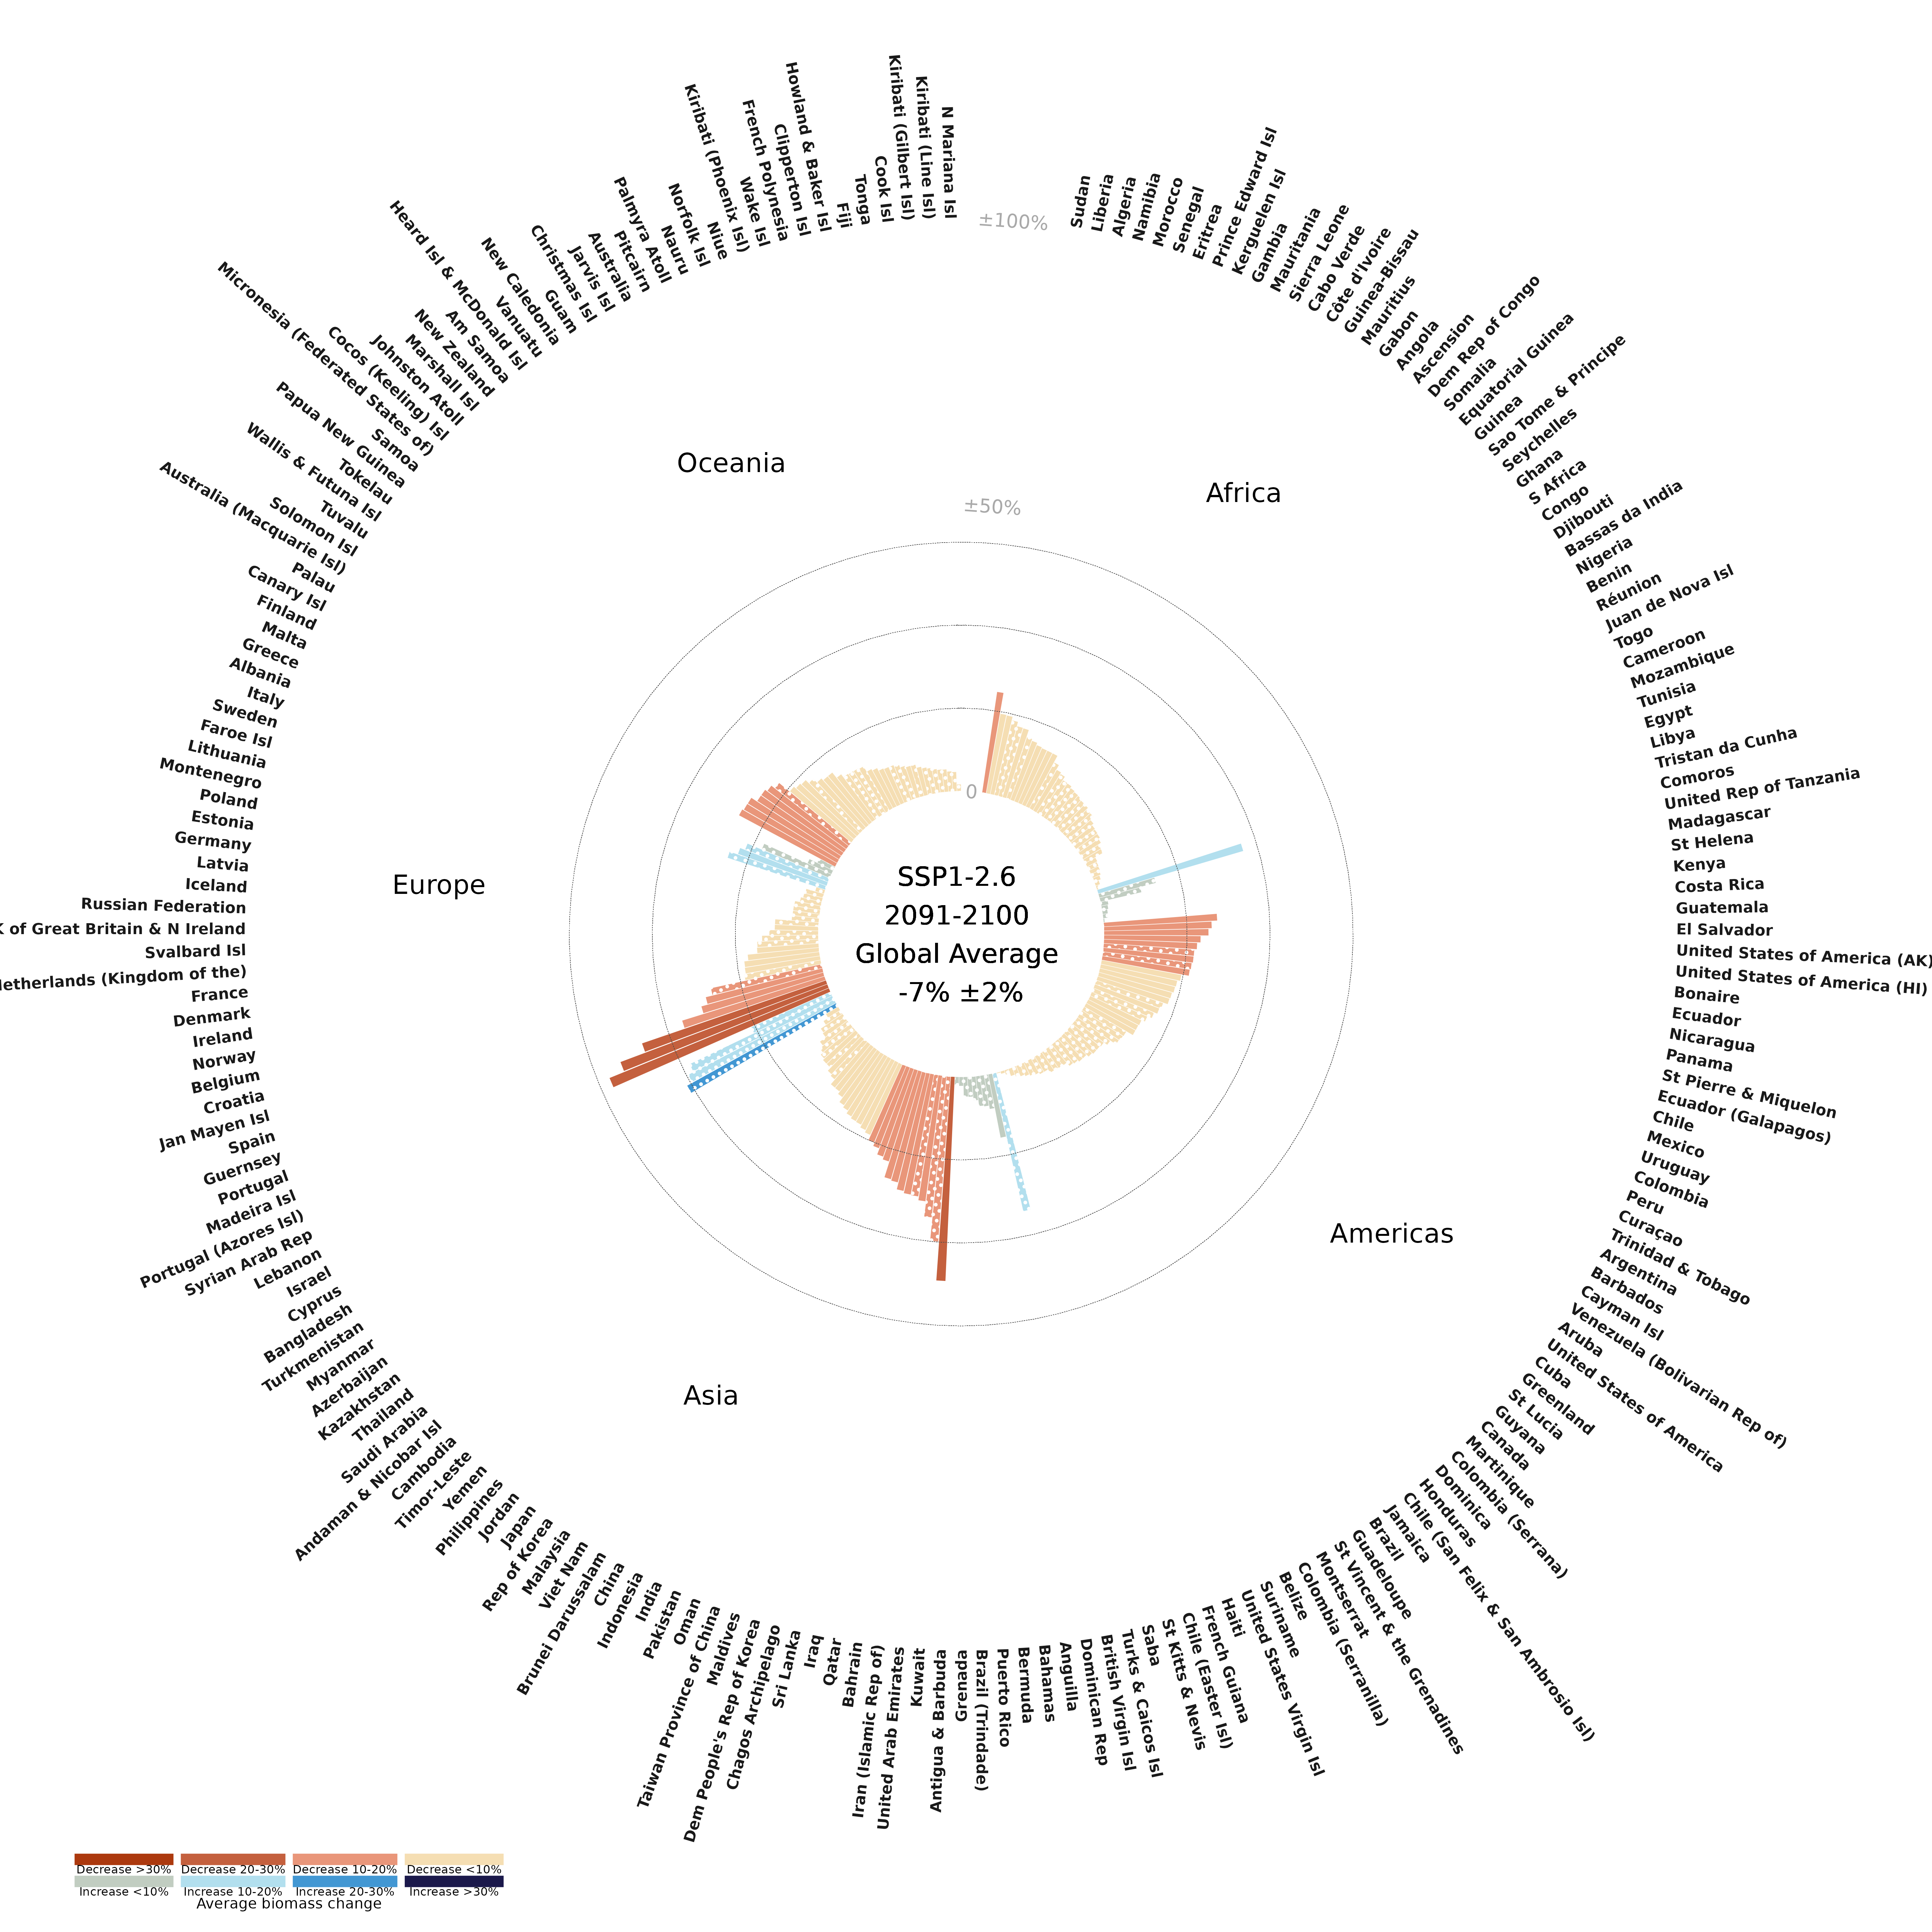 SSP1-2.6
2091-2100
Global Average
-7% ±2%
0
±50%
±100%
Africa
Americas
Asia
Europe
Oceania
Sudan
Liberia
Algeria
Namibia
Morocco
Senegal
Eritrea
Prince Edward Isl
Kerguelen Isl
Gambia
Mauritania
Sierra Leone
Cabo Verde
Côte d'Ivoire
Guinea-Bissau
Mauritius
Gabon
Angola
Ascension
Dem Rep of Congo
Somalia
Equatorial Guinea
Guinea
Sao Tome & Principe
Seychelles
Ghana
S Africa
Congo
Djibouti
Bassas da India
Nigeria
Benin
Réunion
Juan de Nova Isl
Togo
Cameroon
Mozambique
Tunisia
Egypt
Libya
Tristan da Cunha
Comoros
United Rep of Tanzania
Madagascar
St Helena
Kenya
Costa Rica
Guatemala
El Salvador
United States of America (AK)
United States of America (HI)
Bonaire
Ecuador
Nicaragua
Panama
St Pierre & Miquelon
Ecuador (Galapagos)
Chile
Mexico
Uruguay
Colombia
Peru
Curaçao
Trinidad & Tobago
Argentina
Barbados
Cayman Isl
Venezuela (Bolivarian Rep of)
Aruba
United States of America
Cuba
Greenland
St Lucia
Guyana
Canada
Martinique
Colombia (Serrana)
Dominica
Honduras
Chile (San Felix & San Ambrosio Isl)
Jamaica
Brazil
Guadeloupe
St Vincent & the Grenadines
Montserrat
Colombia (Serranilla)
Belize
Suriname
United States Virgin Isl
Haiti
French Guiana
Chile (Easter Isl)
St Kitts & Nevis
Saba
Turks & Caicos Isl
British Virgin Isl
Dominican Rep
Anguilla
Bahamas
Bermuda
Puerto Rico
Brazil (Trindade)
Grenada
Antigua & Barbuda
Kuwait
United Arab Emirates
Iran (Islamic Rep of)
Bahrain
Qatar
Iraq
Sri Lanka
Chagos Archipelago
Dem People's Rep of Korea
Maldives
Taiwan Province of China
Oman
Pakistan
India
Indonesia
China
Brunei Darussalam
Viet Nam
Malaysia
Rep of Korea
Japan
Jordan
Philippines
Yemen
Timor-Leste
Cambodia
Andaman & Nicobar Isl
Saudi Arabia
Thailand
Kazakhstan
Azerbaijan
Myanmar
Turkmenistan
Bangladesh
Cyprus
Israel
Lebanon
Syrian Arab Rep
Portugal (Azores Isl)
Madeira Isl
Portugal
Guernsey
Spain
Jan Mayen Isl
Croatia
Belgium
Norway
Ireland
Denmark
France
Netherlands (Kingdom of the)
Svalbard Isl
K of Great Britain & N Ireland
Russian Federation
Iceland
Latvia
Germany
Estonia
Poland
Montenegro
Lithuania
Faroe Isl
Sweden
Italy
Albania
Greece
Malta
Finland
Canary Isl
Palau
Australia (Macquarie Isl)
Solomon Isl
Tuvalu
Wallis & Futuna Isl
Tokelau
Papua New Guinea
Samoa
Micronesia (Federated States of)
Cocos (Keeling) Isl
Johnston Atoll
Marshall Isl
New Zealand
Am Samoa
Heard Isl & McDonald Isl
Vanuatu
New Caledonia
Guam
Christmas Isl
Jarvis Isl
Australia
Pitcairn
Palmyra Atoll
Nauru
Norfolk Isl
Niue
Kiribati (Phoenix Isl)
Wake Isl
French Polynesia
Clipperton Isl
Howland & Baker Isl
Fiji
Tonga
Cook Isl
Kiribati (Gilbert Isl)
Kiribati (Line Isl)
N Mariana Isl
Decrease >30%
Decrease 20-30%
Decrease 10-20%
Decrease <10%
Increase <10%
Increase 10-20%
Increase 20-30%
Increase >30%
Average biomass change